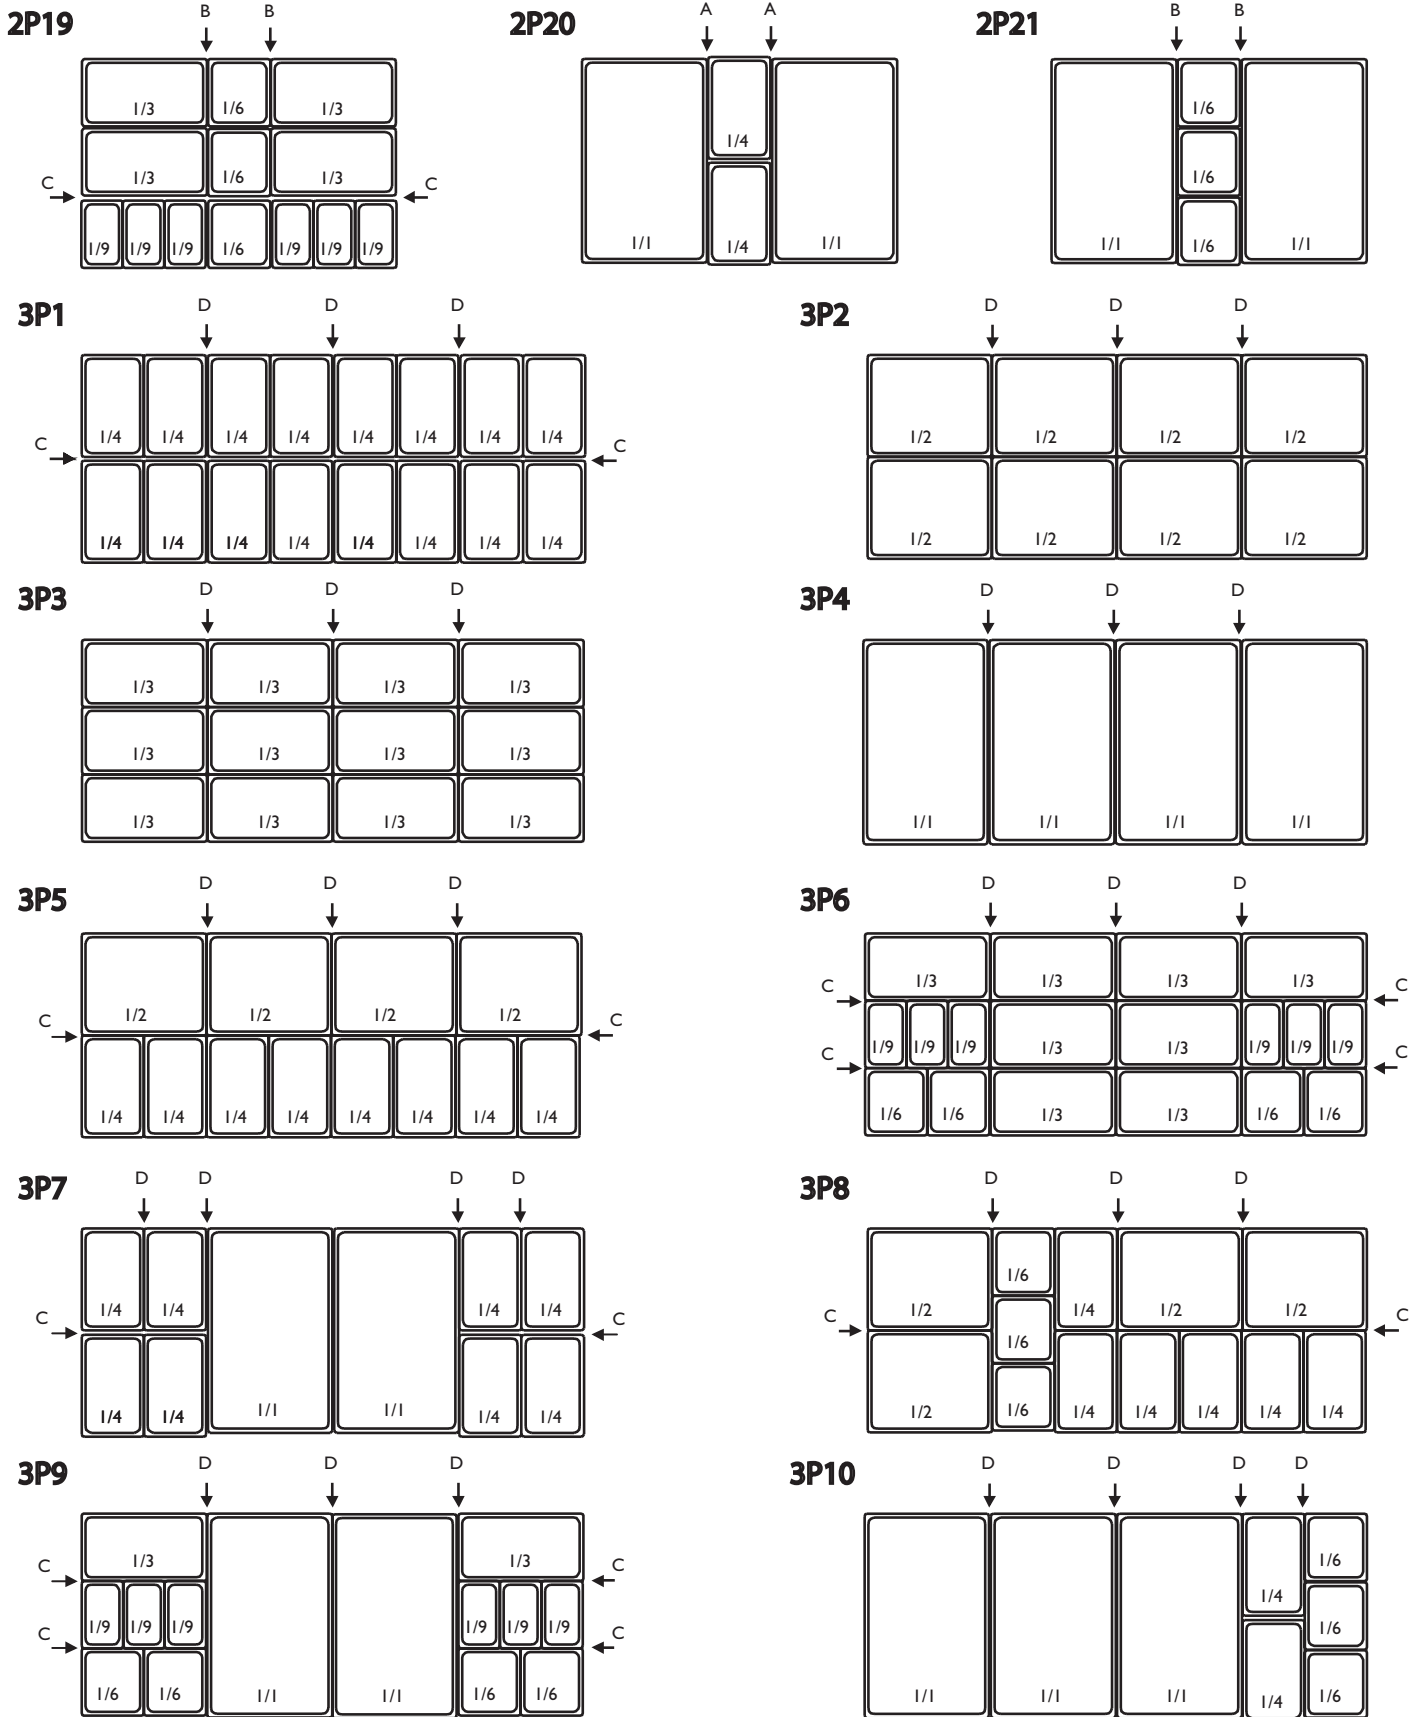 2P19 B B 2P20 A A 2P21 B B
1/3 1/6 1/3
1/3 1/6 1/3
C C
1/9 1/9 1/9 1/6 1/9 1/9 1/9
1/4
1/1 1/4 1/1
1/6
1/6
1/1 1/6 1/1
3P1 D D D
1/4 1/4 1/4 1/4 1/4 1/4 1/4 1/4
C C
1/4 1/4 1/4 1/4 1/4 1/4 1/4 1/4
3P2 D D D
1/2 1/2 1/2 1/2
1/2 1/2 1/2 1/2
3P3 D D D
1/3 1/3 1/3 1/3
1/3 1/3 1/3 1/3
1/3 1/3 1/3 1/3
3P4 D D D
1/1 1/1 1/1 1/1
3P5 D D D
1/2 1/2 1/2 1/2
C C
1/4 1/4 1/4 1/4 1/4 1/4 1/4 1/4
3P6 D D D
1/3 1/3 1/3 1/3
C C
1/9 1/9 1/9 1/3 1/3 1/9 1/9 1/9
C C
1/6 1/6 1/3 1/3 1/6 1/6
3P7 D D D D
1/4 1/4 1/4 1/4
C C
1/4 1/4 1/1 1/1 1/4 1/4
3P8 D D D
1/6
1/2 1/4 1/2 1/2
C C
1/6
1/2 1/6 1/4 1/4 1/4 1/4 1/4
3P9 D D D
1/3 1/3
C C
1/9 1/9 1/9 1/9 1/9 1/9
C C
1/6 1/6 1/1 1/1 1/6 1/6
3P10 D D D D
1/6
1/4
1/6
1/1 1/1 1/1 1/4 1/6